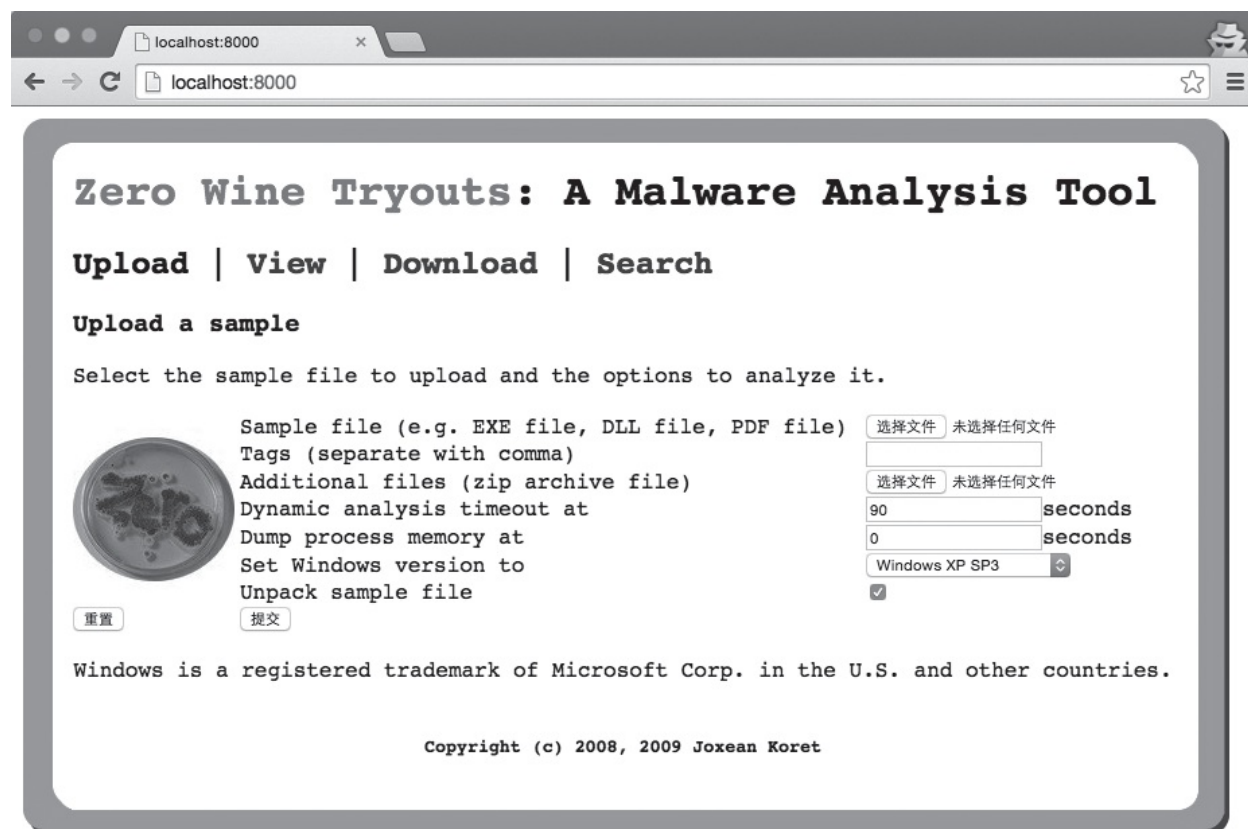 localhost:8000
localhost:8000
Zero Wine Tryouts: A Malware Analysis Tool
Upload | View | Download | Search
Upload a sample
Select the sample file to upload and the options to analyze it.
Sample file (e.g. EXE file, DLL file, PDF file) 选择文件 未选择任何文件
Tags (separate with comma)
Additional files (zip archive file) 选择文件 未选择任何文件
Dynamic analysis timeout at 90 seconds
Dump process memory at 0 seconds
Set Windows version to Windows XP SP3
Unpack sample file
重置 提交
Zero
Windows is a registered trademark of Microsoft Corp. in the U.S. and other countries.
Copyright (c) 2008, 2009 Joxean Koret